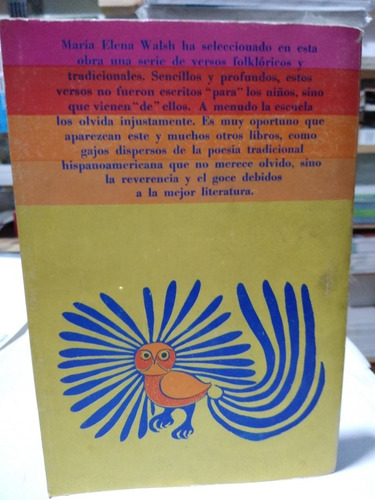 María Elena Walsh ha seleccionado en esta
obra una serie de versos folklóricos y
tradicionales. Sencillos y profundos, estos
versos no fueron escritos "para" los niños, sino
que vienen "de" ellos. A menudo la escuela
los olvida injustamente. Es muy oportuno que
aparezcan este y muchos otros libros, como
gajos dispersos de la poesía tradicional
hispanoamericana que no merece olvido, sino
la reverencia y el goce debidos
a la mejor literatura.